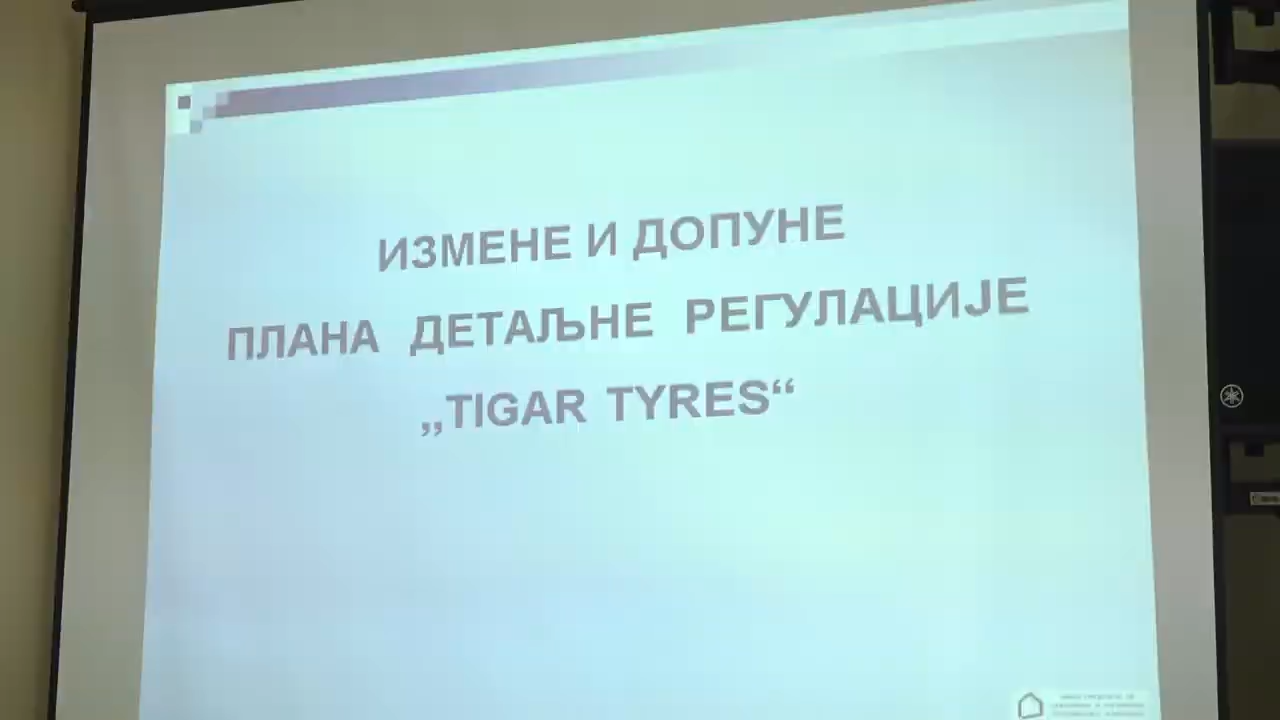 ИЗМЕНЕ И ДОПУНЕ
ПЛАНА ДЕТАЉНЕ РЕГУЛАЦИЈЕ
„TIGAR TYRES“